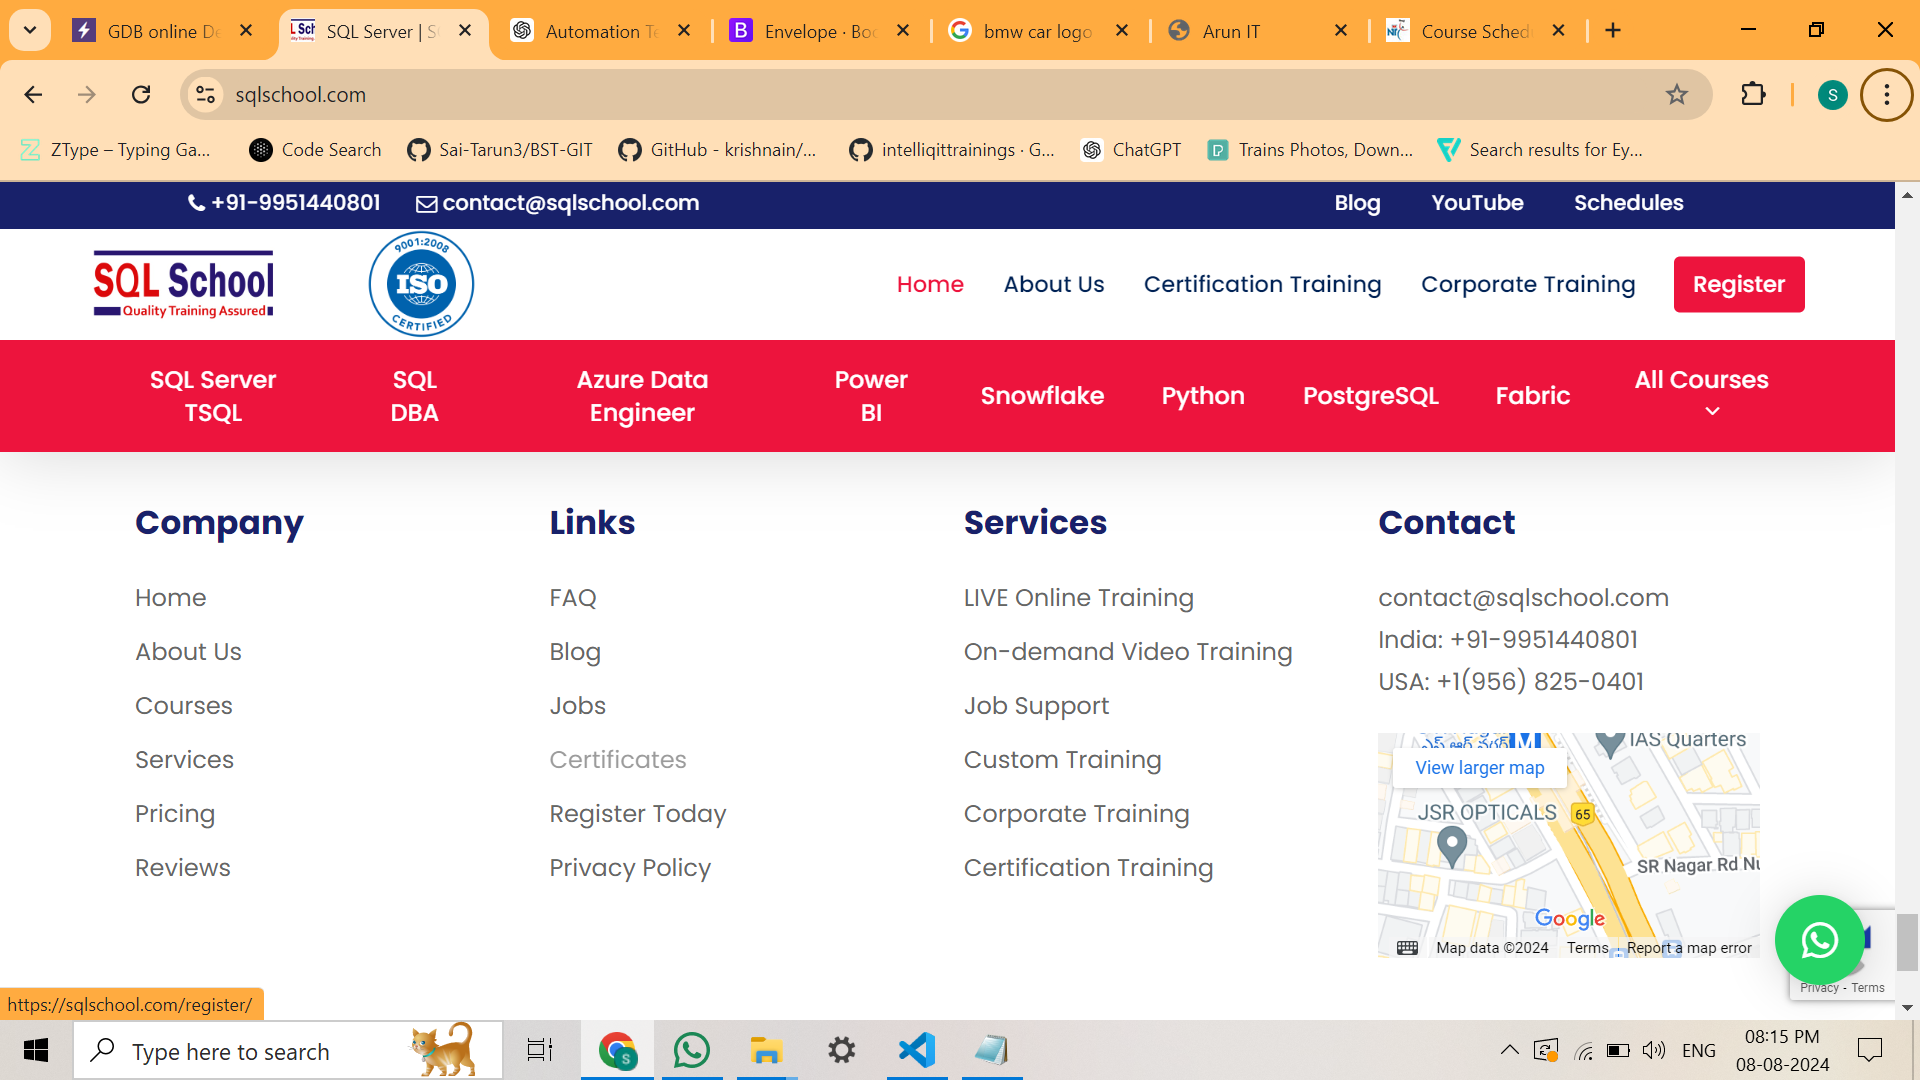 GDB online De
SQL Server | S
Automation Te
Envelope · Boo
bmw car logo
Arun IT
Course Sched
sqlschool.com
S
ZType – Typing Ga...
Code Search
Sai-Tarun3/BST-GIT
GitHub - krishnain/...
intelliqittrainings · G...
ChatGPT
Trains Photos, Down...
Search results for Ey...
+91-9951440801
contact@sqlschool.com
Blog
YouTube
Schedules
SQL School
Quality Training Assured
9001:2008
ISO
CERTIFIED
Home
About Us
Certification Training
Corporate Training
Register
SQL Server
TSQL
SQL
DBA
Azure Data
Engineer
Power
BI
Snowflake
Python
PostgreSQL
Fabric
All Courses
Company
Home
About Us
Courses
Services
Pricing
Reviews
Links
FAQ
Blog
Jobs
Certificates
Register Today
Privacy Policy
Services
LIVE Online Training
On-demand Video Training
Job Support
Custom Training
Corporate Training
Certification Training
Contact
contact@sqlschool.com
India: +91-9951440801
USA: +1(956) 825-0401
IAS Quarters
View larger map
JSR OPTICALS
65
SR Nagar Rd
Google
Map data ©2024
Terms
Report a map error
Privacy - Terms
https://sqlschool.com/register/
Type here to search
S
ENG
08:15 PM
08-08-2024